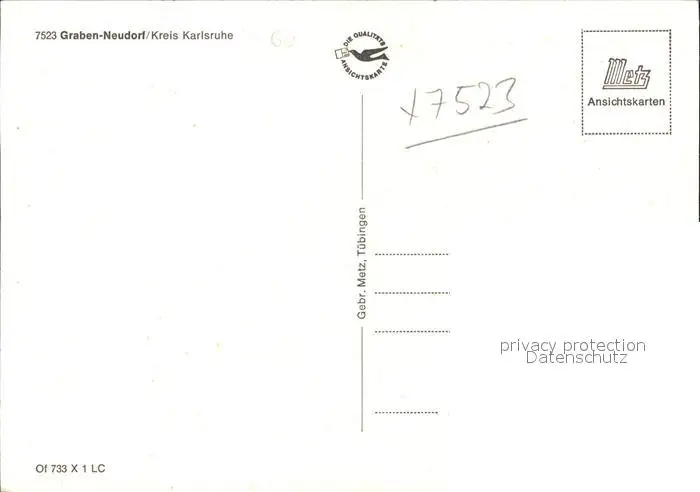 7523 Graben-Neudorf/Kreis Karlsruhe
DIE QUALITÄTS
ANSICHTSKARTE
Metz
Ansichtskarten
x7523
Gebr. Metz, Tübingen
privacy protection
Datenschutz
Of 733 X 1 LC